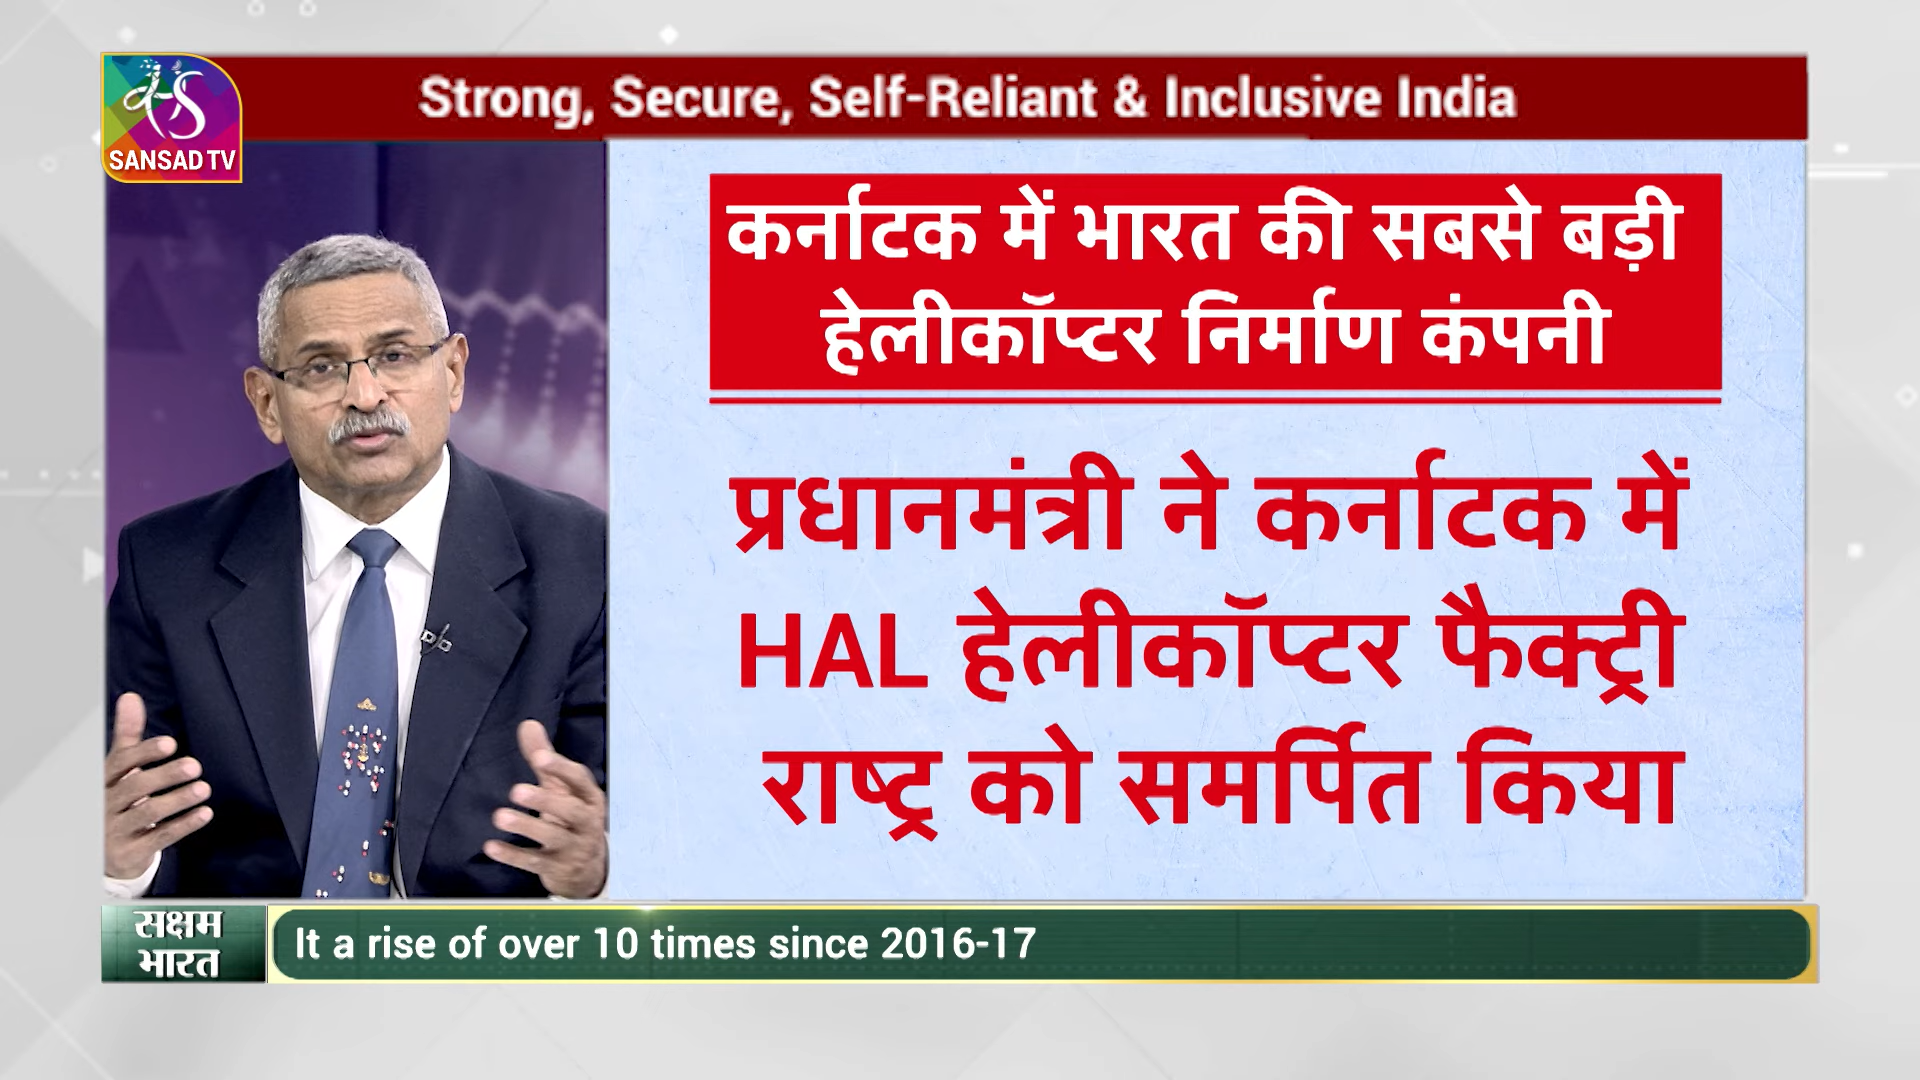 Strong, Secure, Self-Reliant & Inclusive India
SANSAD TV
कर्नाटक में भारत की सबसे बड़ी
हेलीकॉप्टर निर्माण कंपनी
प्रधानमंत्री ने कर्नाटक में
HAL हेलीकॉप्टर फैक्ट्री
राष्ट्र को समर्पित किया
सक्षम
भारत
It a rise of over 10 times since 2016-17